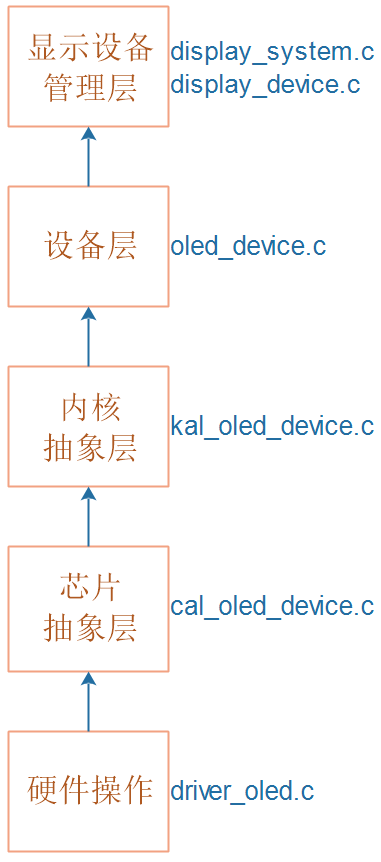 显示设备
管理层
display_system.c
display_device.c
设备层
oled_device.c
内核
抽象层
kal_oled_device.c
芯片
抽象层
cal_oled_device.c
硬件操作
driver_oled.c